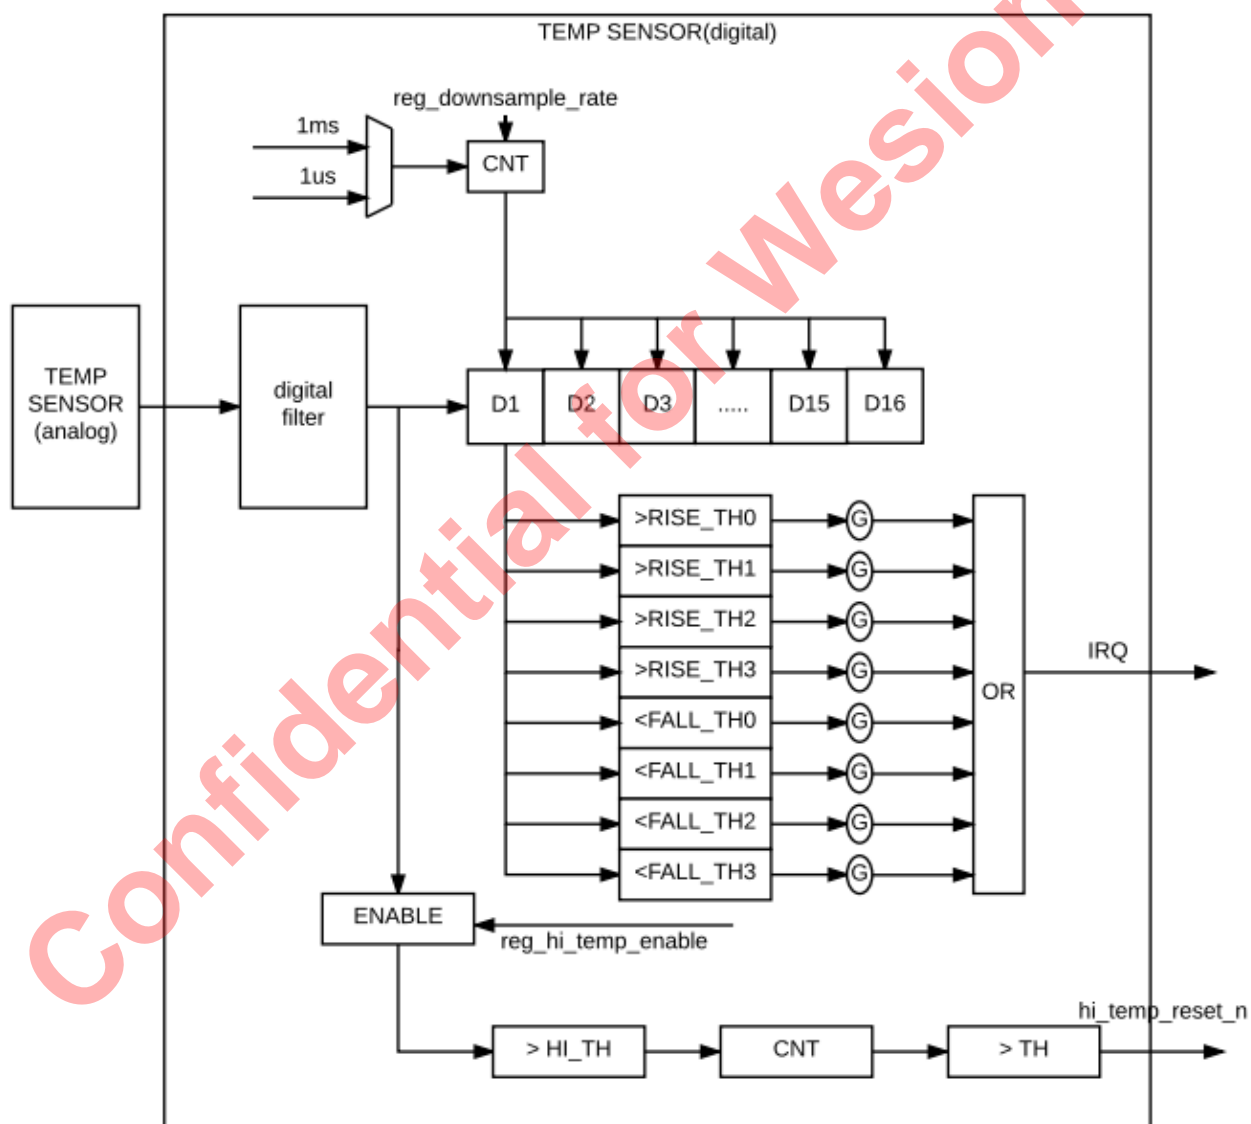 TEMP SENSOR(digital)
reg_downsample_rate
1ms
CNT
1us
TEMP
SENSOR
(analog)
digital
filter
D1
D2
D3
.....
D15
D16
>RISE_TH0
G
>RISE_TH1
G
>RISE_TH2
G
>RISE_TH3
G
IRQ
OR
<FALL_TH0
G
<FALL_TH1
G
<FALL_TH2
G
<FALL_TH3
G
ENABLE
reg_hi_temp_enable
hi_temp_reset_n
> HI_TH
CNT
> TH
Confidential for Wesion